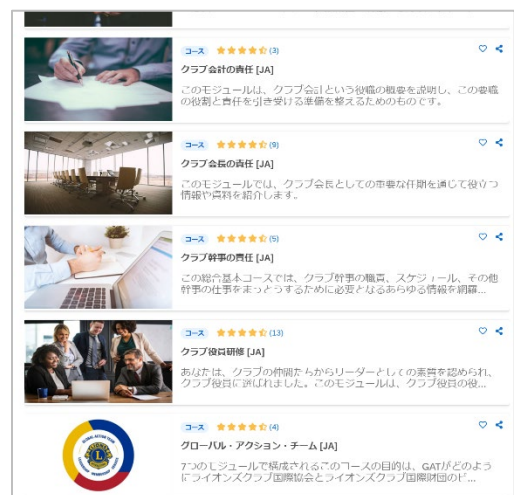 コース (3)
クラブ会計の責任 [JA]
このモジュールは、クラブ会計という役職の概要を説明し、この要職
の役割と責任を引き受ける準備を整えるためのものです。
コース (9)
クラブ会長の責任 [JA]
このモジュールでは、クラブ会長としての重要な任期を通じて役立つ
情報や資料を紹介します。
コース (5)
クラブ幹事の責任 [JA]
この総合基本コースでは、クラブ幹事の職責、スケジュール、その他
幹事の仕事をまっとうするために必要となるあらゆる情報を網羅...
コース (13)
クラブ役員研修 [JA]
あなたは、クラブの仲間たちからリーダーとしての素質を認められ、
クラブ役員に選ばれました。このモジュールは、クラブ役員の役...
コース (4)
グローバル・アクション・チーム [JA]
7つのモジュールで構成されるこのコースの目的は、GATがどのよう
にライオンズクラブ国際協会とライオンズクラブ国際財団のビ...
GLOBAL ACTION TEAM
L